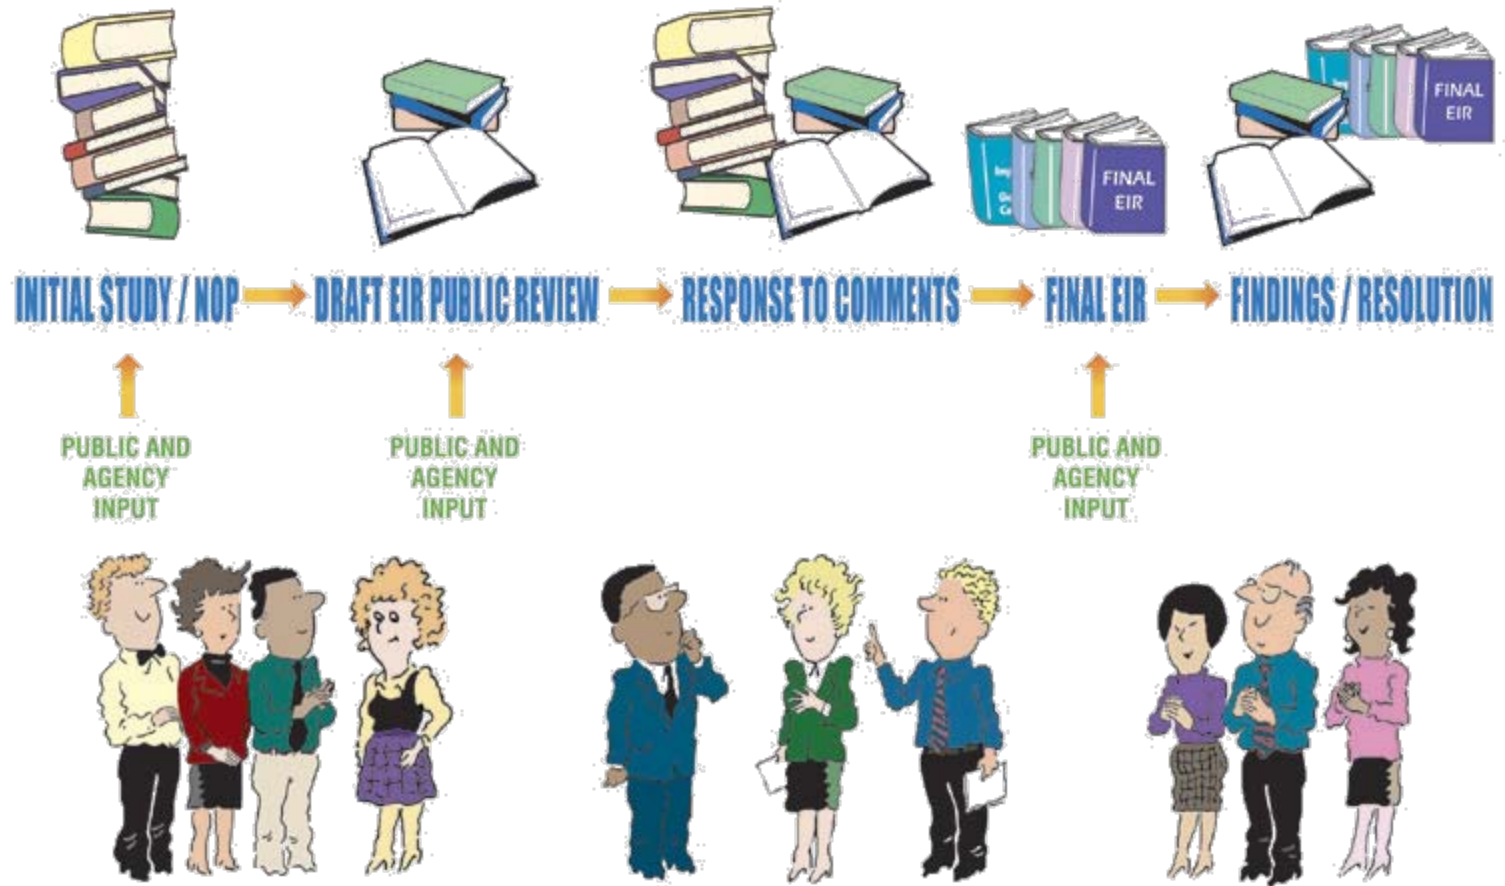 FINAL
EIR
FINAL
EIR
INITIAL STUDY / NOP
DRAFT EIR PUBLIC REVIEW
RESPONSE TO COMMENTS
FINAL EIR
FINDINGS / RESOLUTION
PUBLIC AND
AGENCY
INPUT
PUBLIC AND
AGENCY
INPUT
PUBLIC AND
AGENCY
INPUT